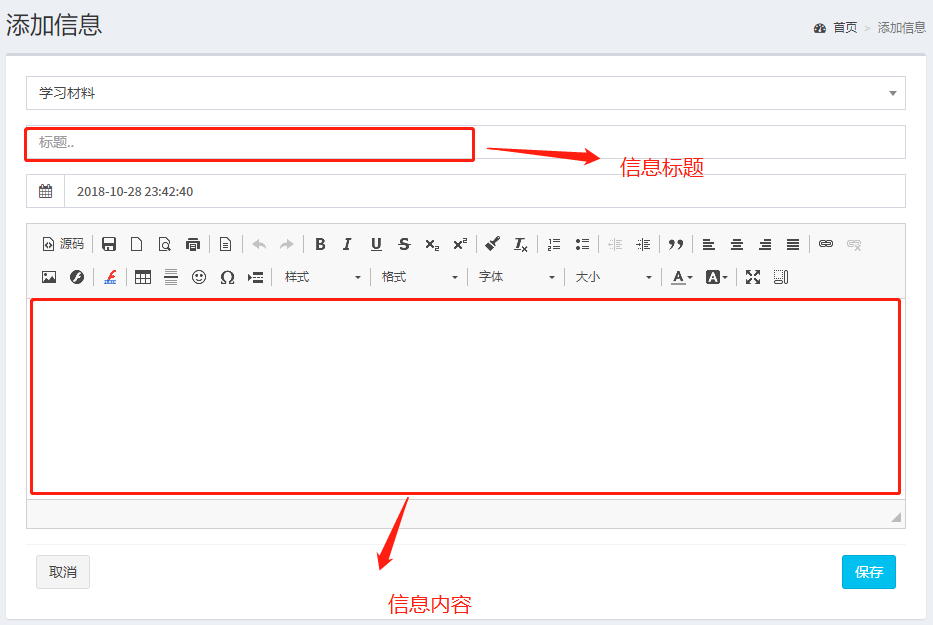 添加信息
首页 > 添加信息
学习材料
标题..
信息标题
2018-10-28 23:42:40
源码
样式 格式 字体 大小
信息内容
取消 保存